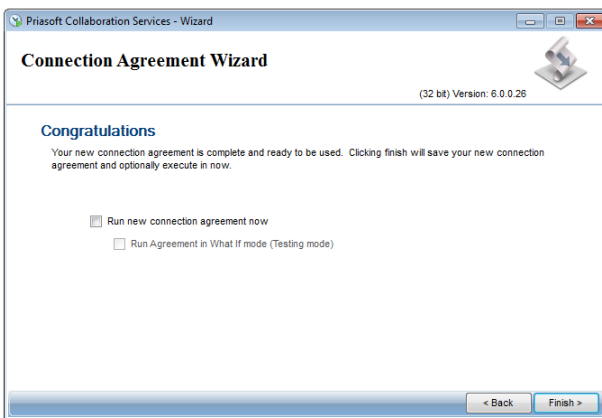 Priasoft Collaboration Services - Wizard
Connection Agreement Wizard
(32 bit) Version: 6.0.0.26
Congratulations
Your new connection agreement is complete and ready to be used.  Clicking finish will save your new connection
agreement and optionally execute in now.
Run new connection agreement now
Run Agreement in What If mode (Testing mode)
< Back
Finish >